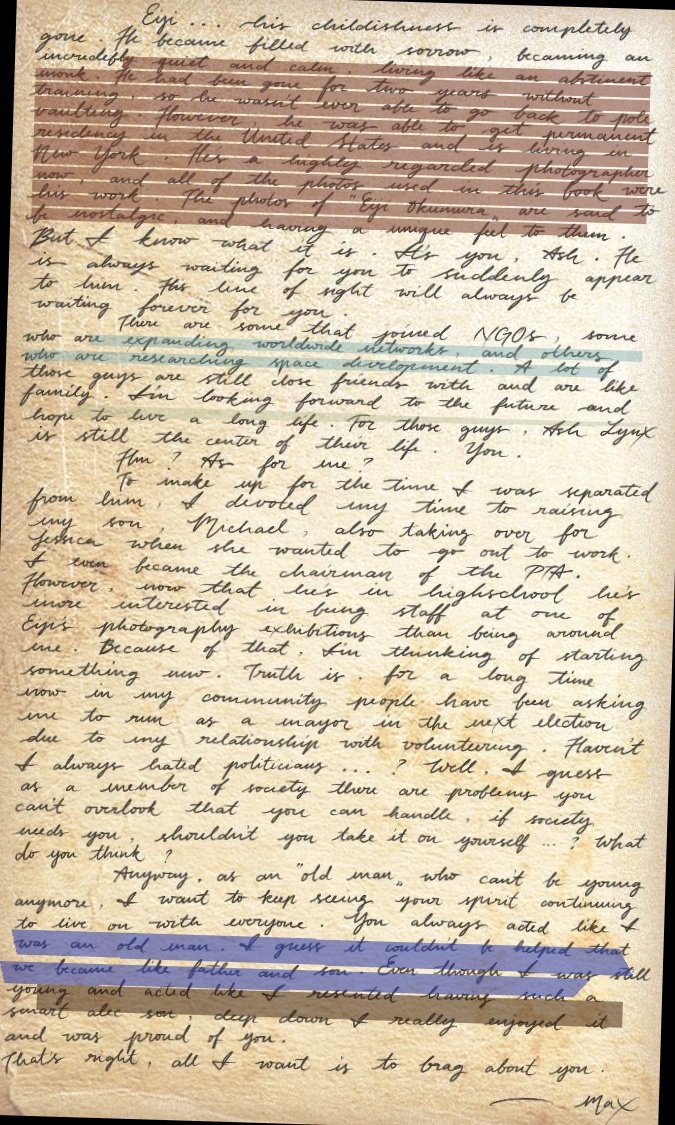 Eiji ... his childishness is completely
gone. He became filled with sorrow, becoming an
incredebly quiet and calm, living like an abstinent
monk. He had been gone for two years without
training, so he wasn't ever able to go back to pole
vaulting. However, he was able to get permanent
residency in the United States and is living in
New York. He's a highly regarded photographer
now, and all of the photos used in this book were
his work. The photos of "Eiji Okumura" are said to
be nostalgic, and having a unique feel to them.
But I know what it is. It's you, Ash. He
is always waiting for you to suddenly appear
to him. His line of sight will always be
waiting forever for you.
There are some that joined NGOs, some
who are expanding worldwide networks, and others
who are researching space development. A lot of
those guys are still close friends with and are like
family. I'm looking forward to the future and
hope to live a long life. For those guys, Ash Lynx
is still the center of their life. You.
Hm? As for me?
To make up for the time I was separated
from him, I devoted my time to raising
my son, Michael, also taking over for
Jessica when she wanted to go out to work.
I even became the chairman of the PTA.
However, now that he's in highschool he's
more interested in being staff at one of
Eiji's photography exhibitions than being around
me. Because of that, I'm thinking of starting
something new. Truth is, for a long time
now in my community people have been asking
me to run as a mayor in the next election
due to my relationship with volunteering. Haven't
I always hated politicians ... ? Well, I guess
as a member of society there are problems you
can't overlook that you can handle, if society
needs you, shouldn't you take it on yourself ... ? What
do you think ?
Anyway, as an "old man" who can't be young
anymore, I want to keep seeing your spirit continuing
to live on with everyone. You always acted like I
was an old man. I guess it couldn't be helped that
we became like father and son. Even though I was still
young and acted like I resented having such a
smart alec son, deep down I really enjoyed it
and was proud of you.
That's right, all I want is to brag about you.
— Max